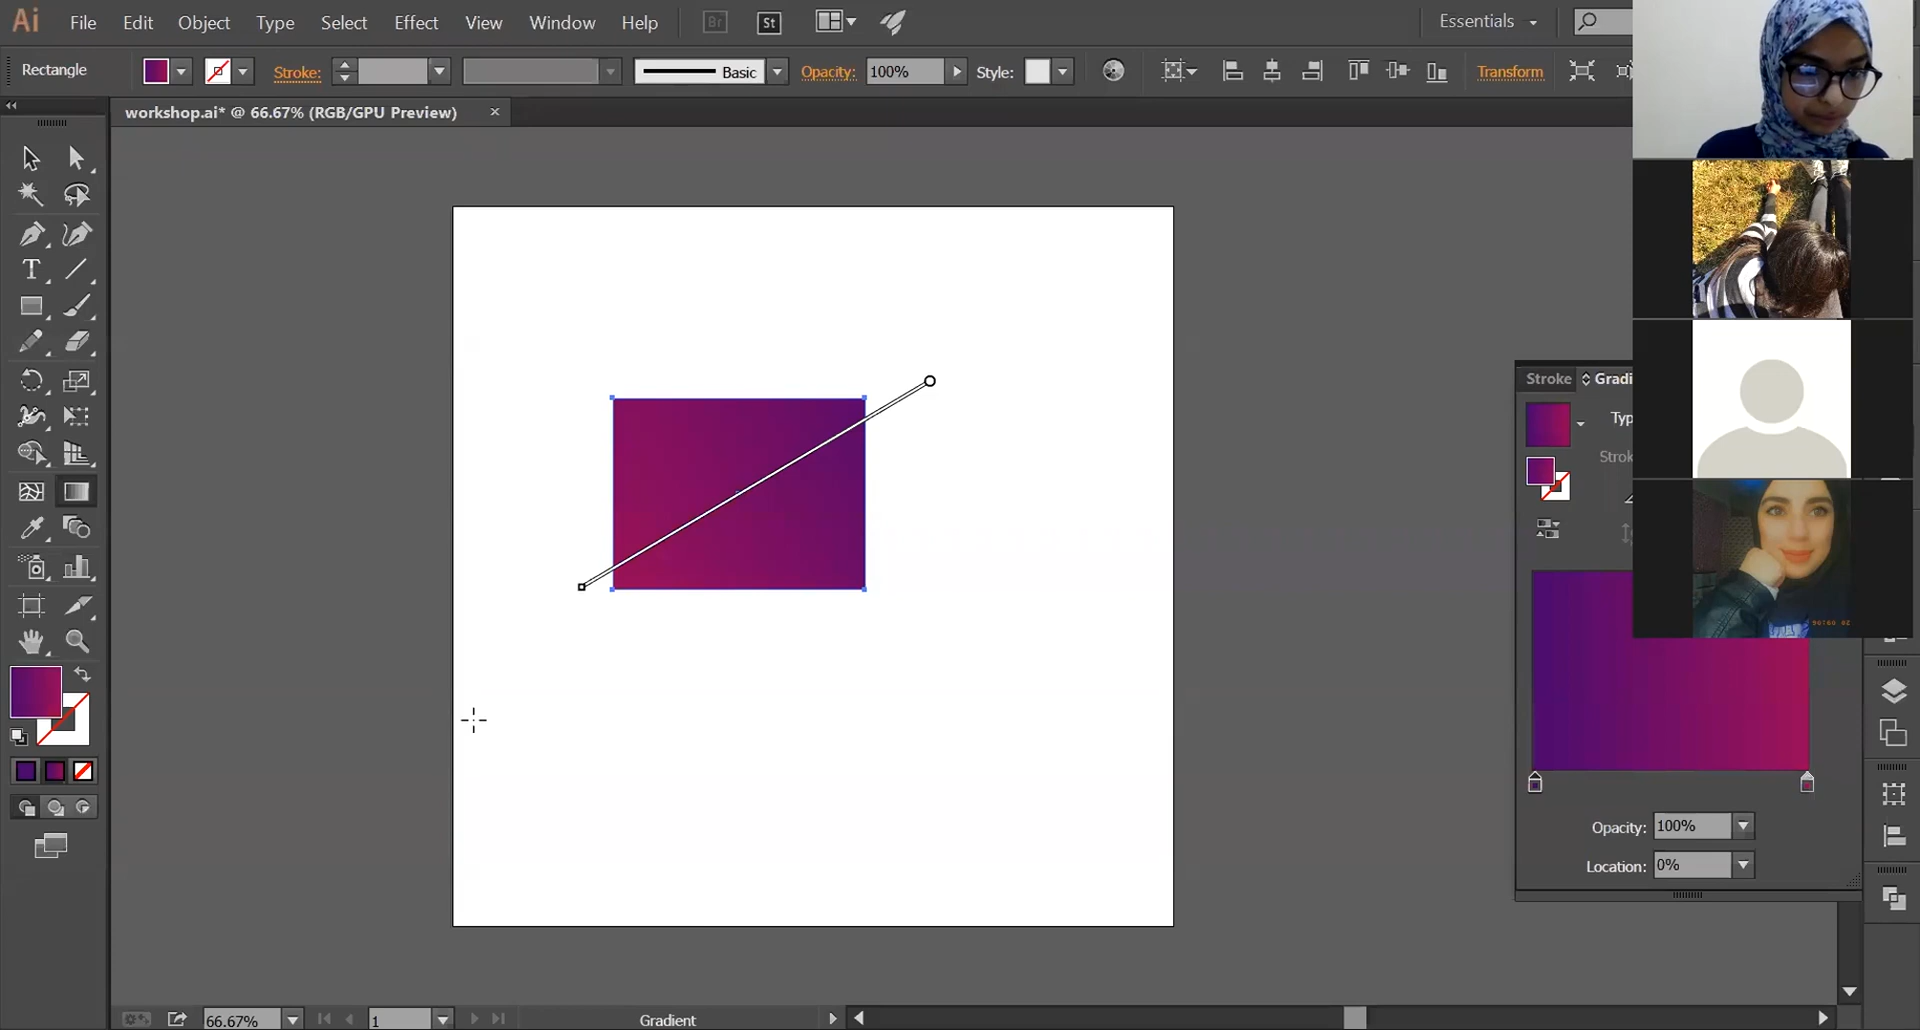 Ai File Edit Object Type Select Effect View Window Help Br St Essentials
Rectangle Stroke: Basic Opacity: 100% Style: Transform
workshop.ai* @ 66.67% (RGB/GPU Preview) ×
T
Stroke Gradi
Typ
Strok
Opacity: 100%
Location: 0%
66.67% 1 Gradient